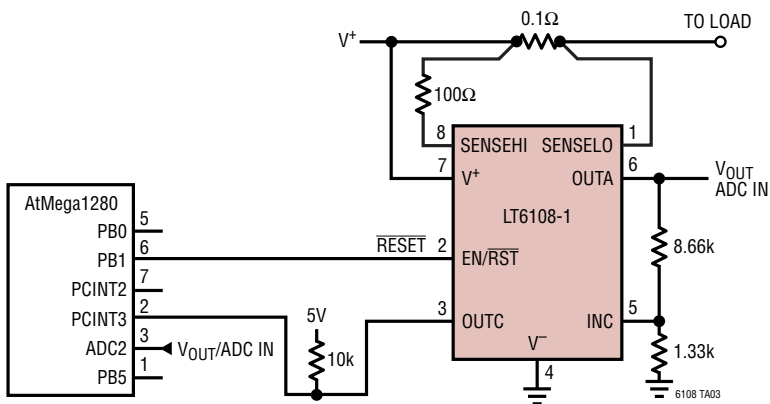 0.1Ω
TO LOAD
V+
100Ω
8 SENSEHI SENSELO 1
7 V+ OUTA 6 VOUT
ADC IN
LT6108-1
AtMega1280
PB0 5
PB1 6 RESET 2 EN/RST
8.66k
PCINT2 7
PCINT3 2
5V 3 OUTC INC 5
ADC2 3 VOUT/ADC IN
10k
V–
1.33k
PB5 1
4
6108 TA03